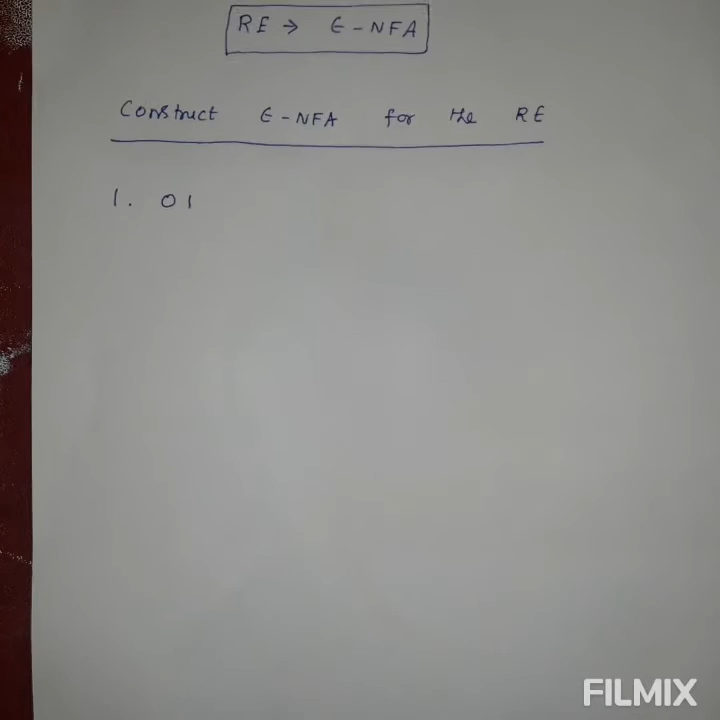 RE → ε-NFA
Construct ε-NFA for the RE
1. 01
FILMIX